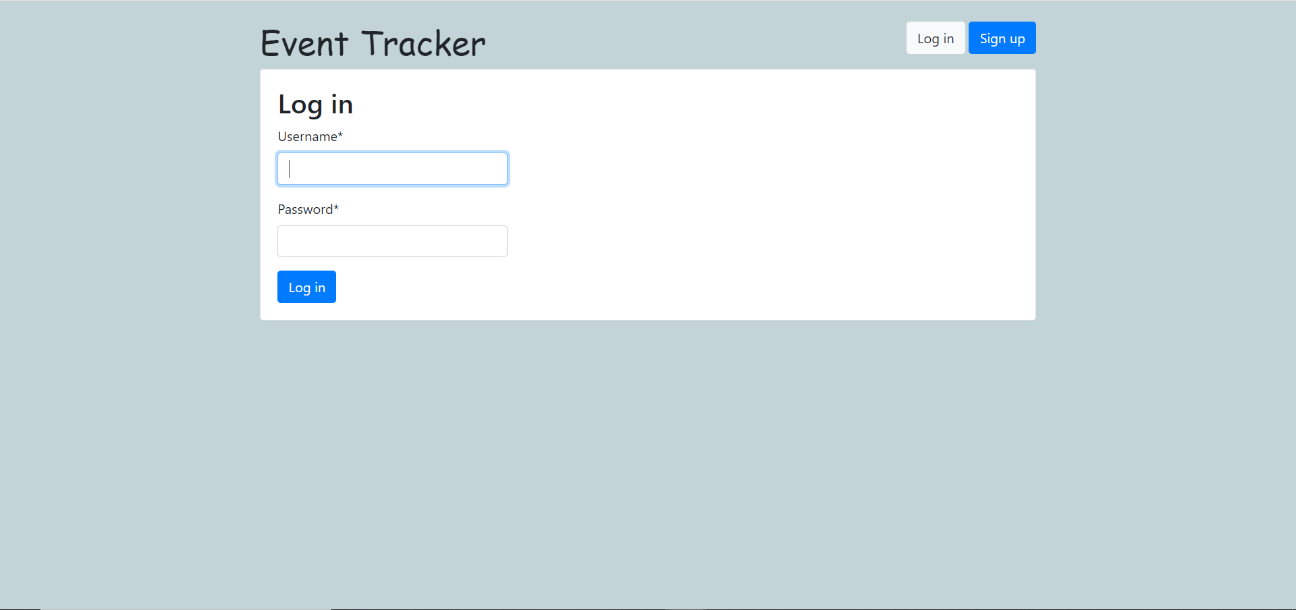 Event Tracker
Log in
Sign up
Log in
Username*
Password*
Log in